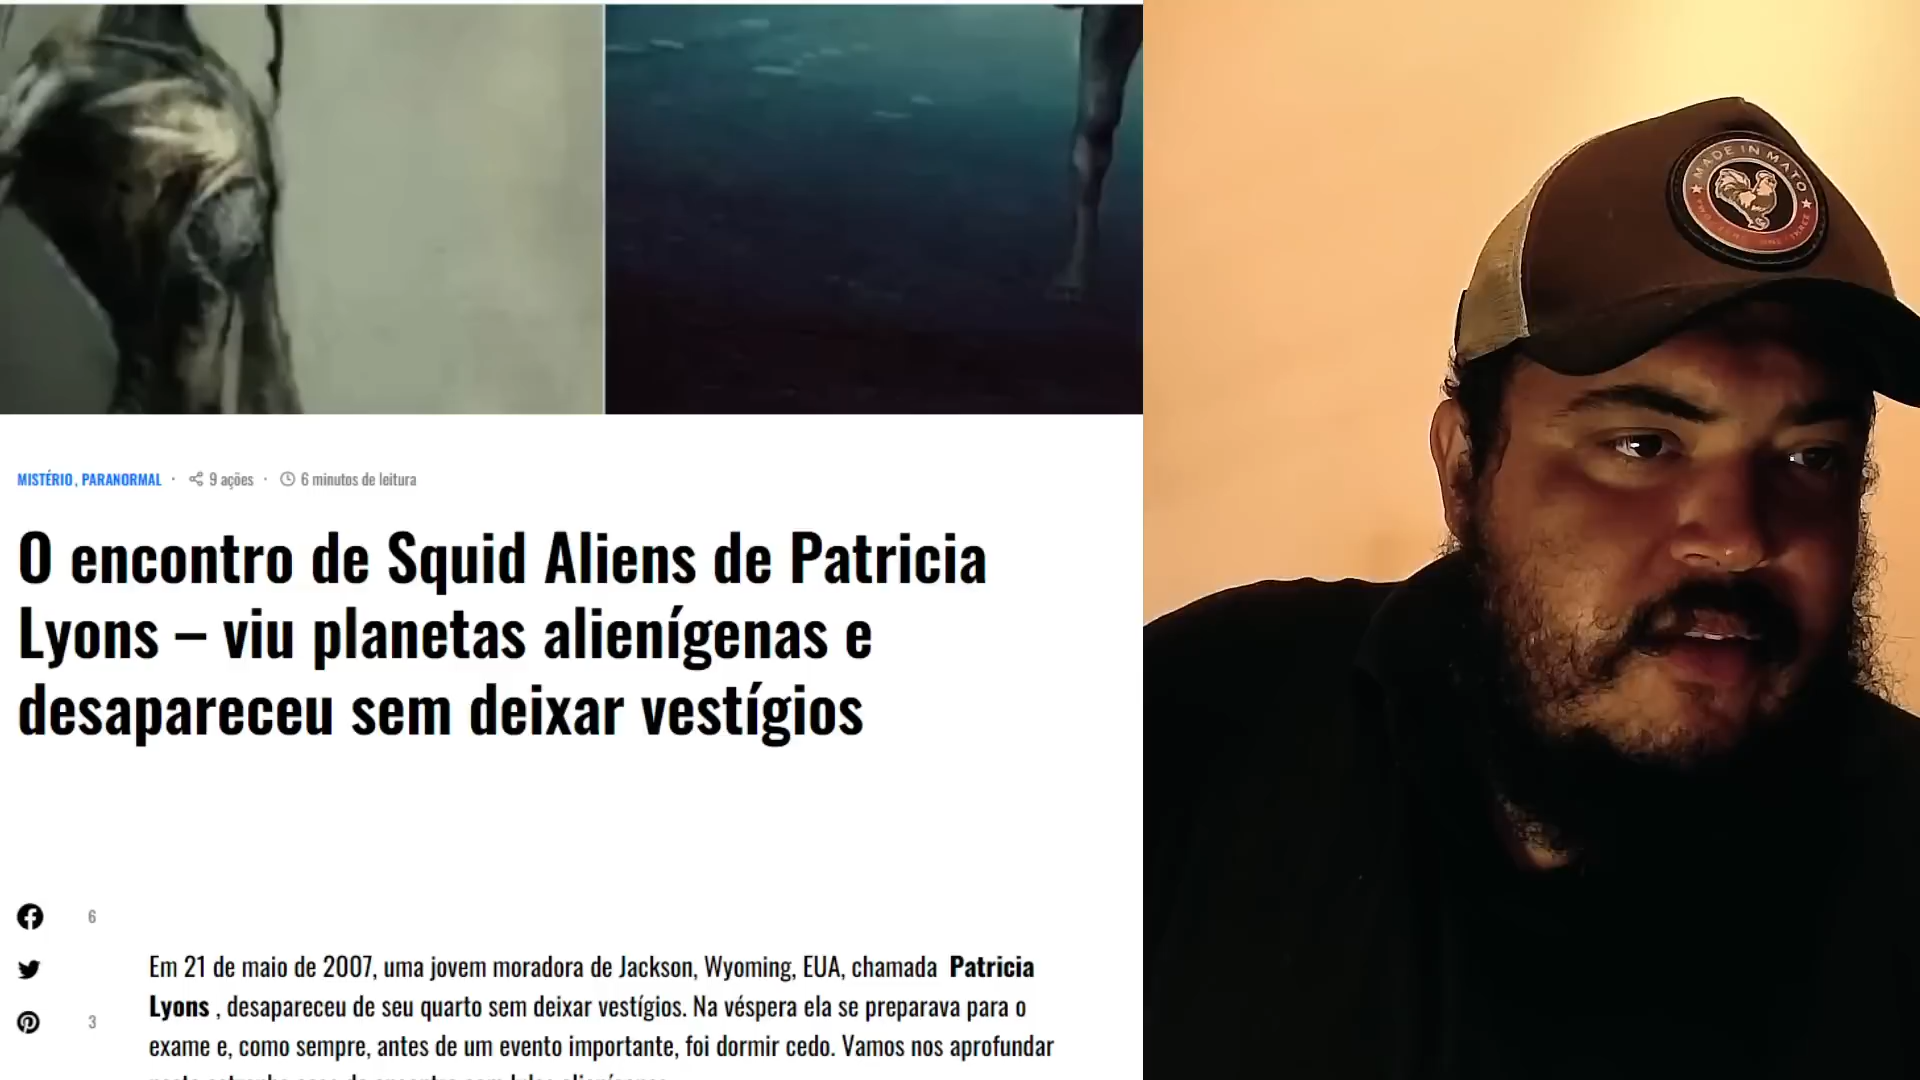 MISTÉRIO, PARANORMAL · 9 ações · 6 minutos de leitura
O encontro de Squid Aliens de Patricia
Lyons – viu planetas alienígenas e
desapareceu sem deixar vestígios
6
3
Em 21 de maio de 2007, uma jovem moradora de Jackson, Wyoming, EUA, chamada Patricia
Lyons , desapareceu de seu quarto sem deixar vestígios. Na véspera ela se preparava para o
exame e, como sempre, antes de um evento importante, foi dormir cedo. Vamos nos aprofundar
MADE IN MATO